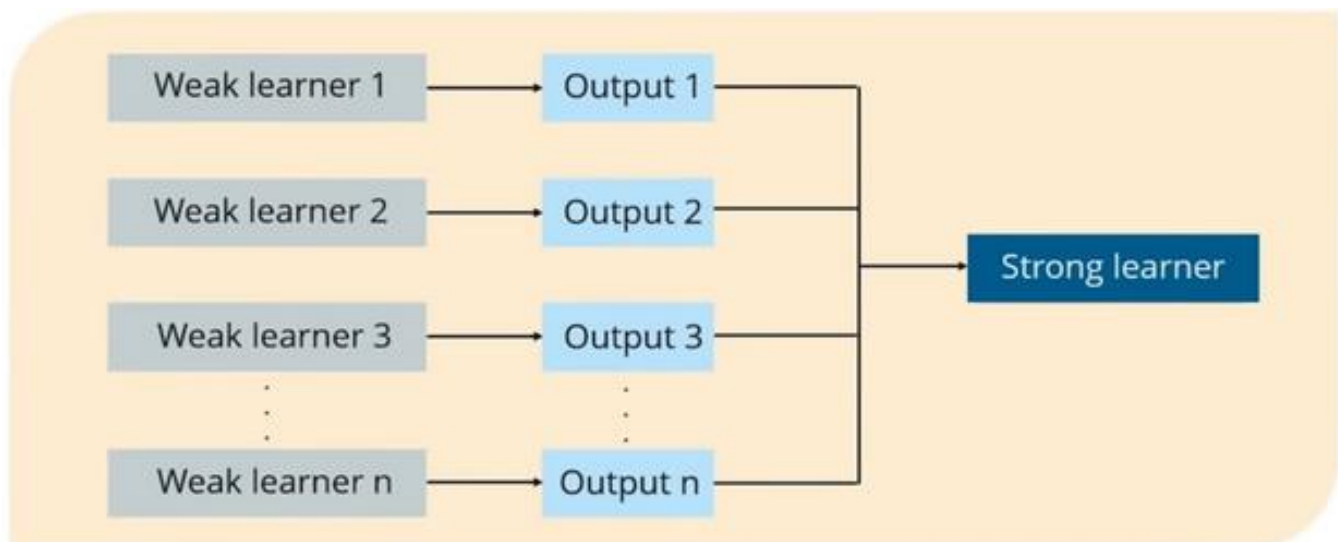 Weak learner 1
Output 1
Weak learner 2
Output 2
Strong learner
Weak learner 3
Output 3
Weak learner n
Output n